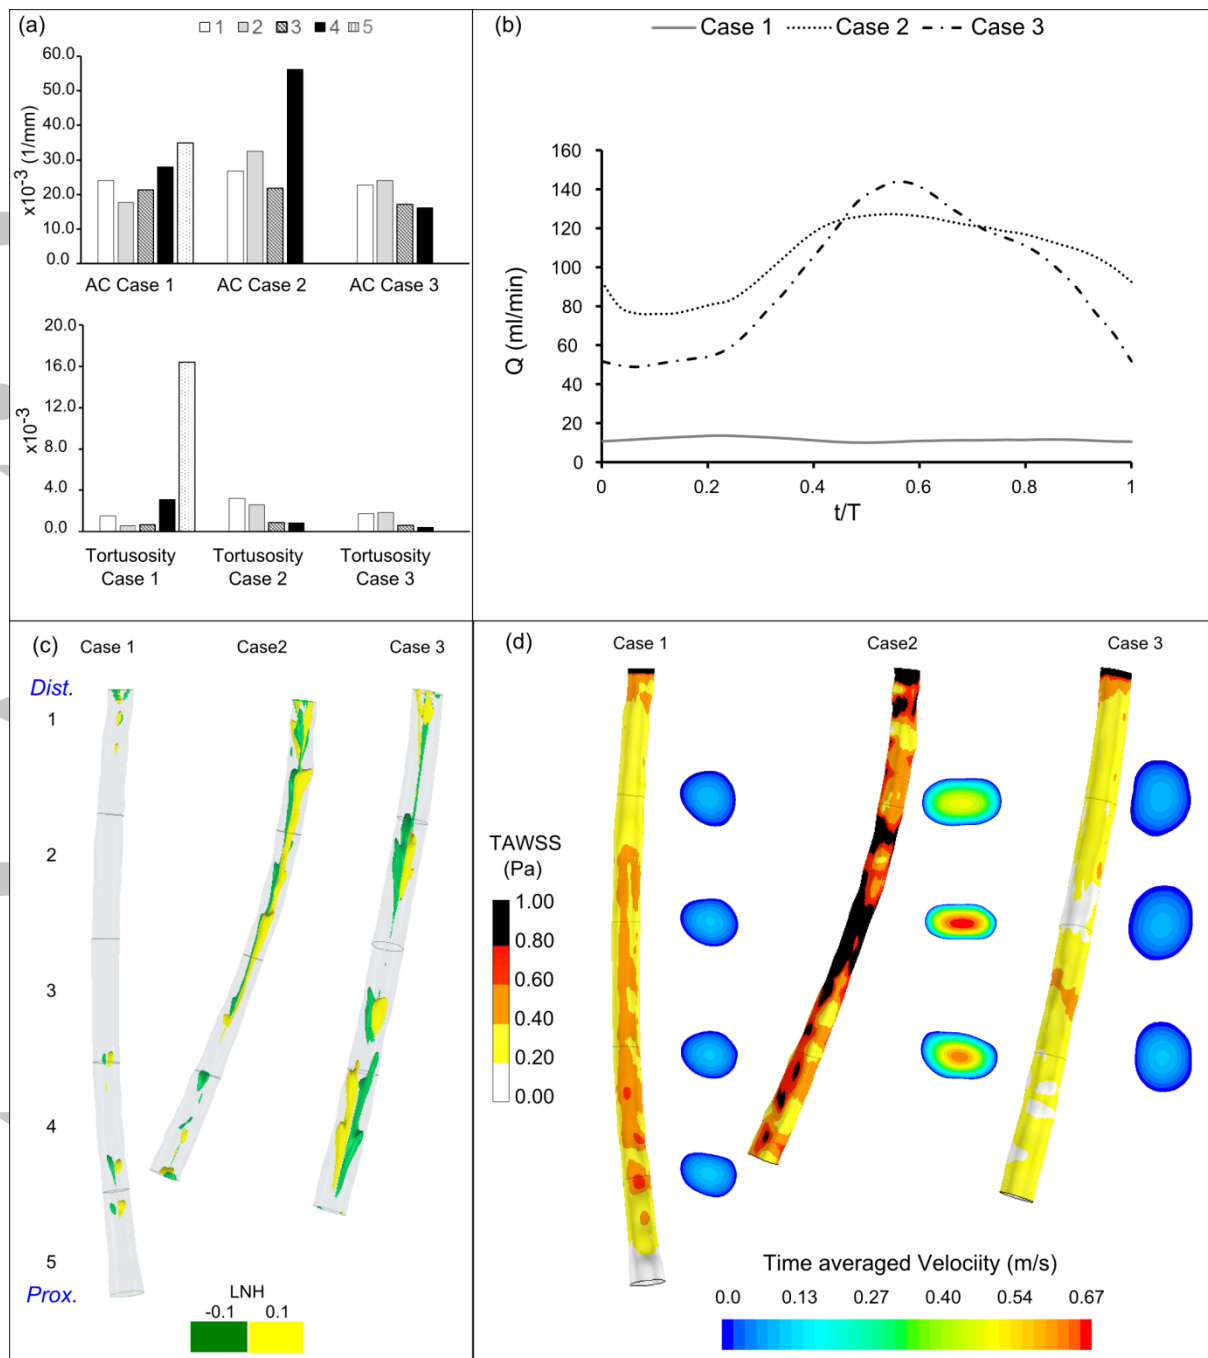 (a)
1 2 3 4 5
60.0
50.0
40.0
30.0
20.0
10.0
0.0
x10-3 (1/mm)
AC Case 1 AC Case 2 AC Case 3
20.0
16.0
12.0
8.0
4.0
0.0
x10-3
Tortusosity Tortusosity Tortusosity
Case 1 Case 2 Case 3
(b)
Case 1 Case 2 Case 3
160
140
120
100
80
60
40
20
0
Q (ml/min)
0 0.2 0.4 0.6 0.8 1
t/T
(c) Case 1 Case2 Case 3
Dist.
1
2
3
4
5
Prox.
LNH
-0.1 0.1
(d) Case 1 Case2 Case 3
TAWSS
(Pa)
1.00
0.80
0.60
0.40
0.20
0.00
Time averaged Velociity (m/s)
0.0 0.13 0.27 0.40 0.54 0.67